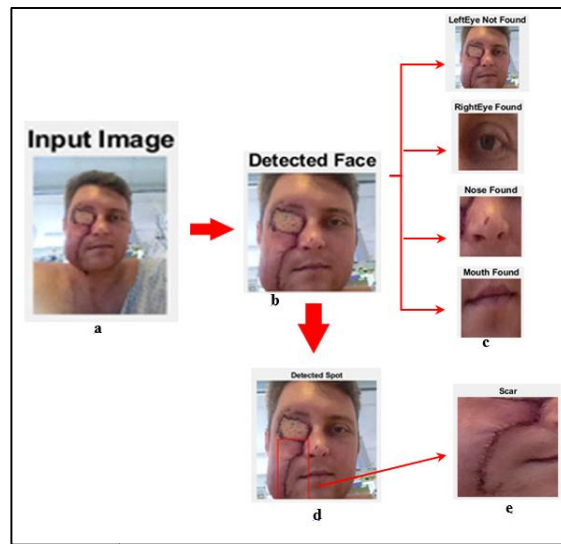 LeftEye Not Found
Input Image
RightEye Found
Detected Face
Nose Found
Mouth Found
a
b
c
Detected Spot
Scar
d
e